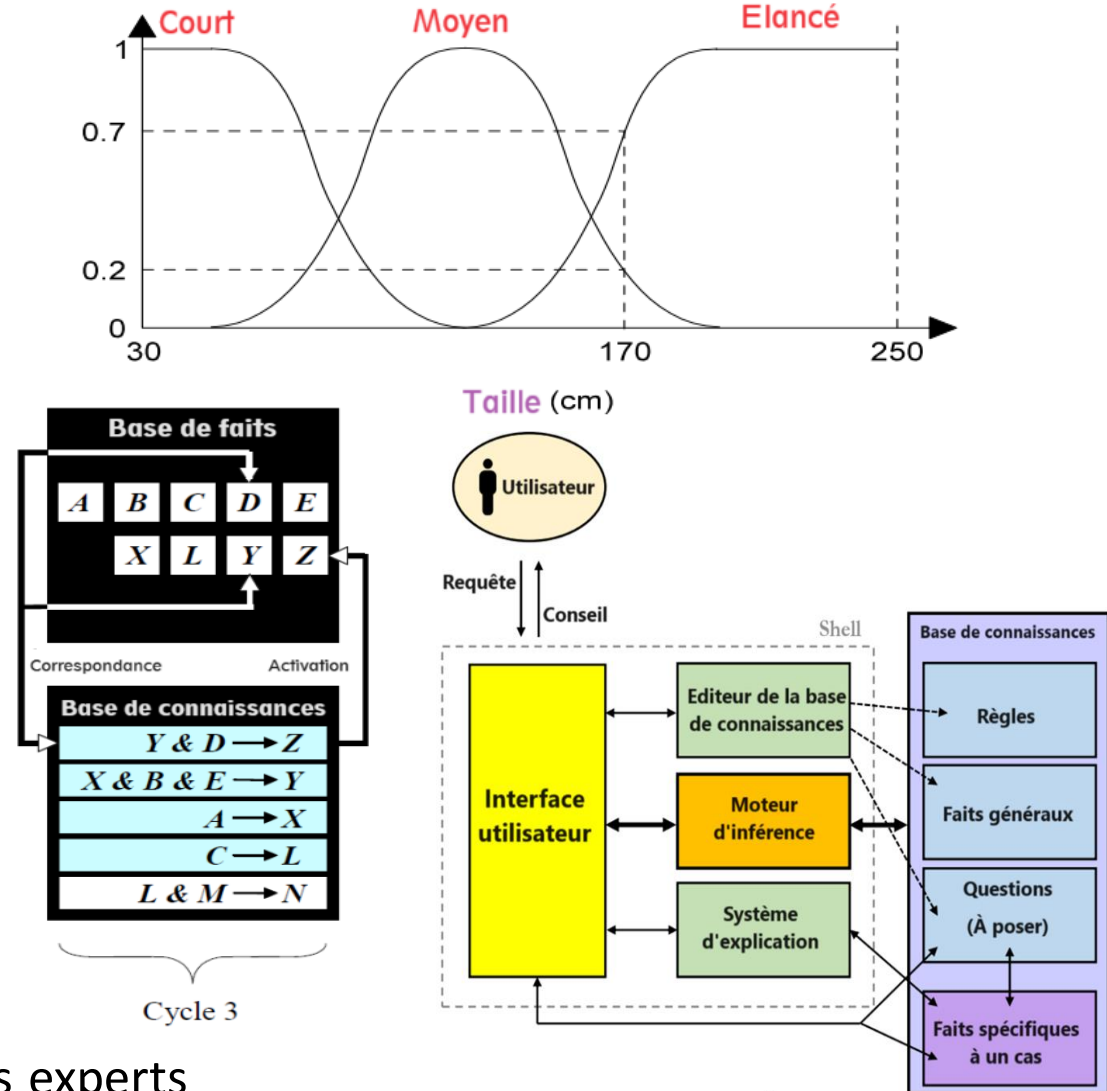 Court
Moyen
Elancé
1
0.7
0.2
0
30
170
250
Taille (cm)
Base de faits
A B C D E
X L Y Z
Correspondance
Activation
Base de connaissances
Y & D → Z
X & B & E → Y
A → X
C → L
L & M → N
Cycle 3
Utilisateur
Requête
Conseil
Shell
Interface
utilisateur
Editeur de la base
de connaissances
Moteur
d'inférence
Système
d'explication
Base de connaissances
Règles
Faits généraux
Questions
(À poser)
Faits spécifiques
à un cas
s experts